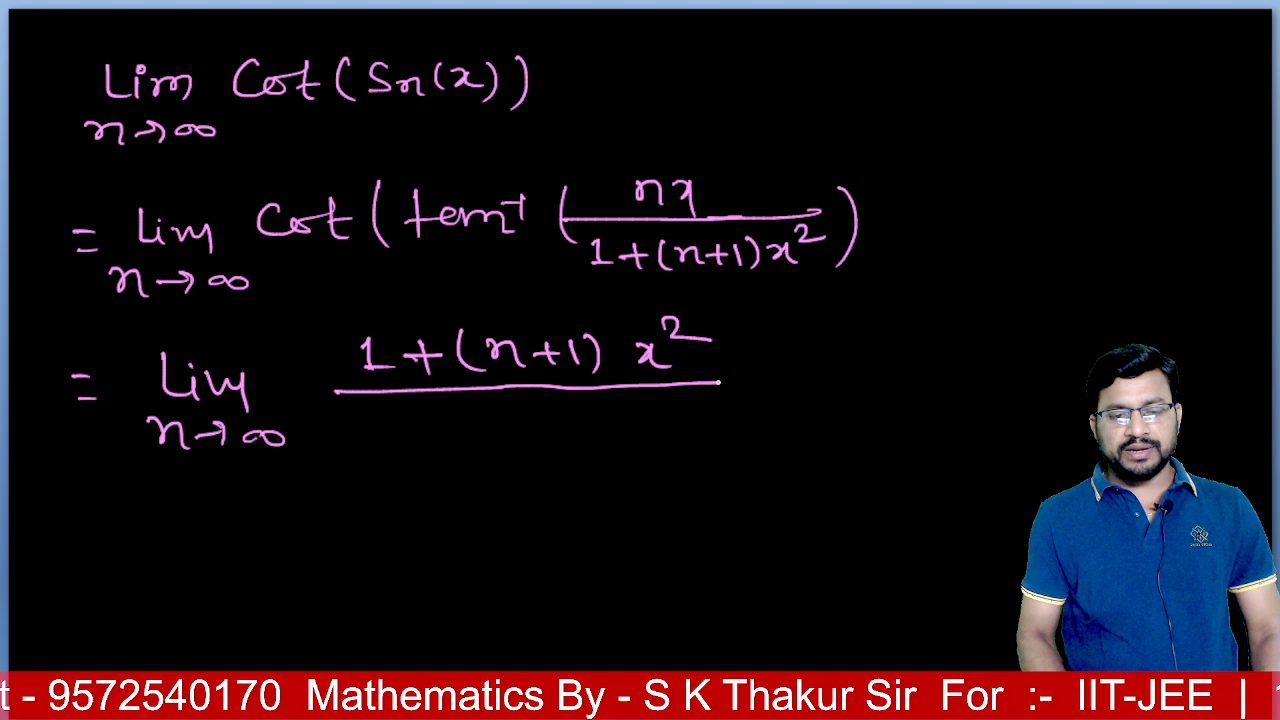 Lim Cot(Sn(x))
n→∞
= Lim Cot(tan⁻¹(nx
1+(n+1)x²))
n→∞
= Lim 1+(n+1) x²
n→∞
t - 9572540170 Mathematics By - S K Thakur Sir For :- IIT-JEE | 1